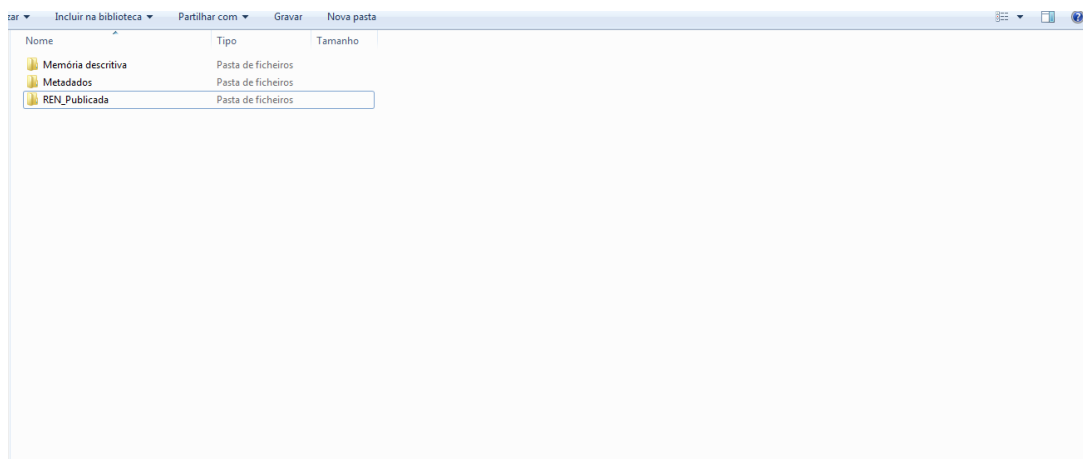 zar Incluir na biblioteca Partilhar com Gravar Nova pasta
Nome Tipo Tamanho
Memória descritiva Pasta de ficheiros
Metadados Pasta de ficheiros
REN_Publicada Pasta de ficheiros